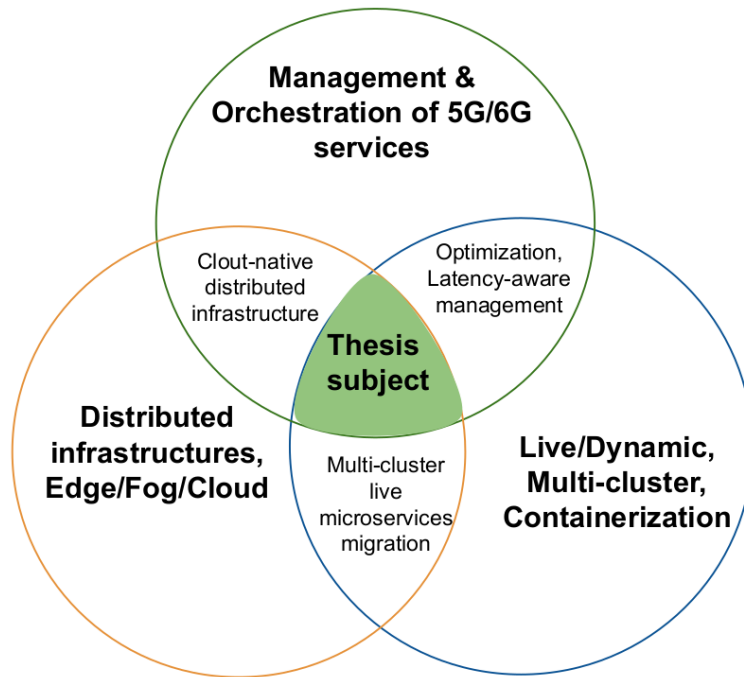 Management &
Orchestration of 5G/6G
services
Clout-native
distributed
infrastructure
Optimization,
Latency-aware
management
Thesis
subject
Distributed
infrastructures,
Edge/Fog/Cloud
Multi-cluster
live
microservices
migration
Live/Dynamic,
Multi-cluster,
Containerization